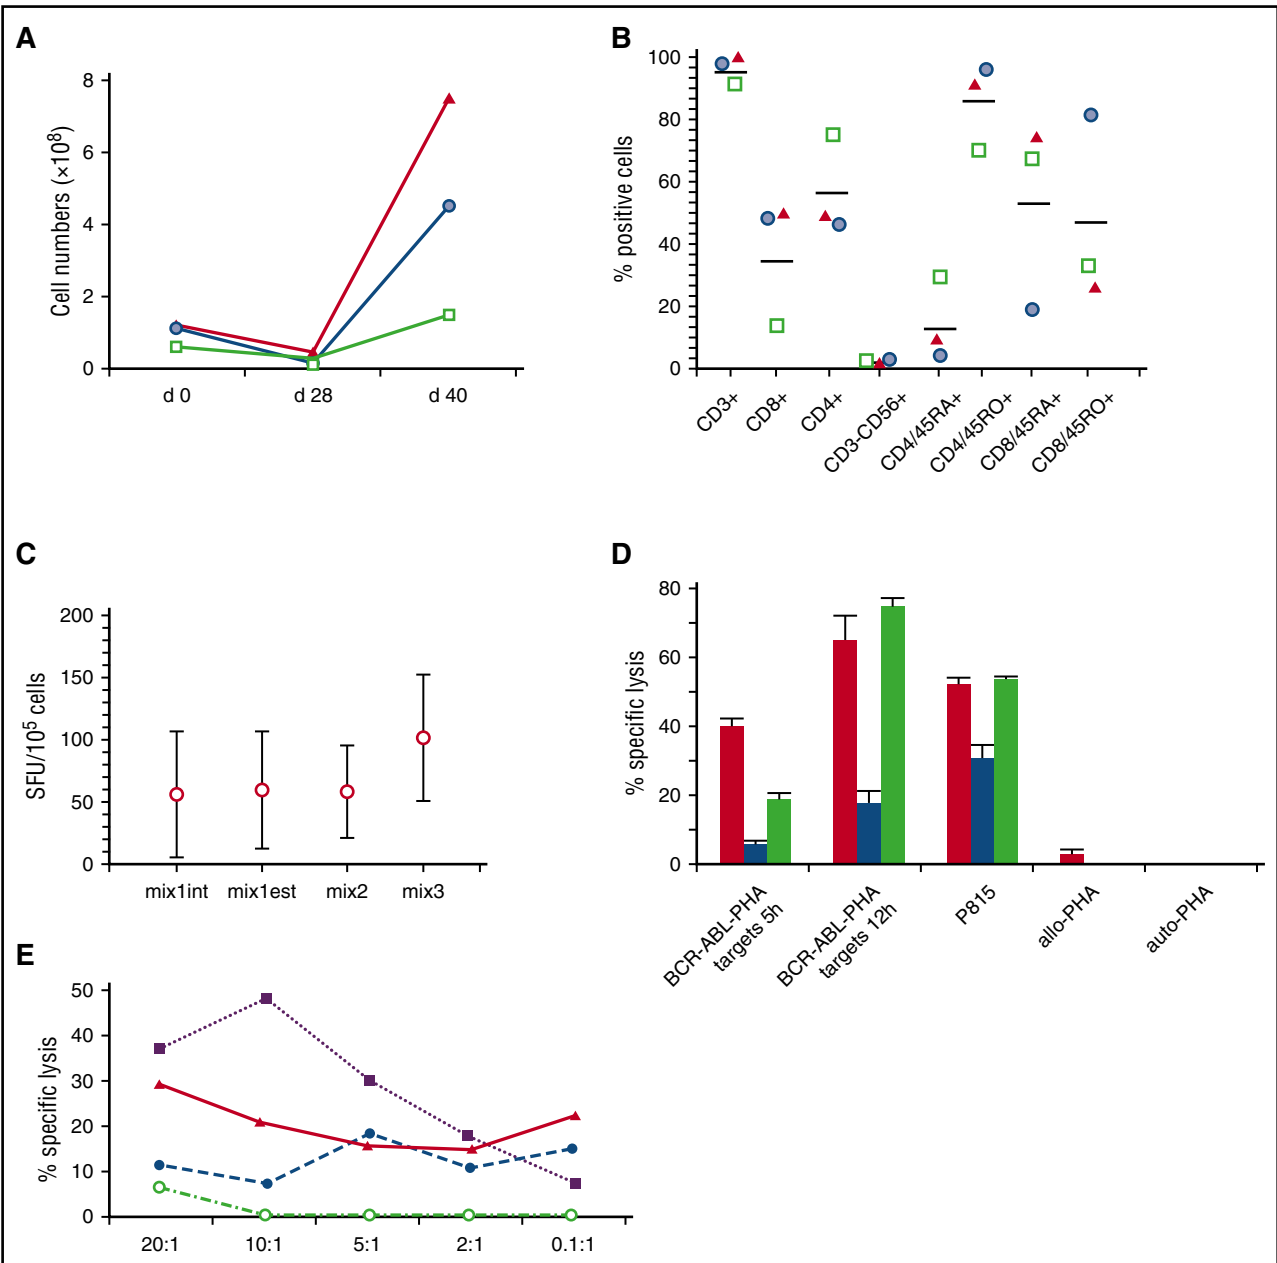 A
Cell numbers (×10⁸)
8
6
4
2
0
d 0
d 28
d 40
B
% positive cells
100
80
60
40
20
0
CD3+
CD8+
CD4+
CD3-CD56+
CD4/45RA+
CD4/45RO+
CD8/45RA+
CD8/45RO+
C
SFU/10⁵ cells
200
150
100
50
0
mix1int
mix1est
mix2
mix3
D
% specific lysis
80
60
40
20
0
BCR-ABL-PHA
targets 5h
BCR-ABL-PHA
targets 12h
P815
allo-PHA
auto-PHA
E
% specific lysis
50
40
30
20
10
0
20:1
10:1
5:1
2:1
0.1:1